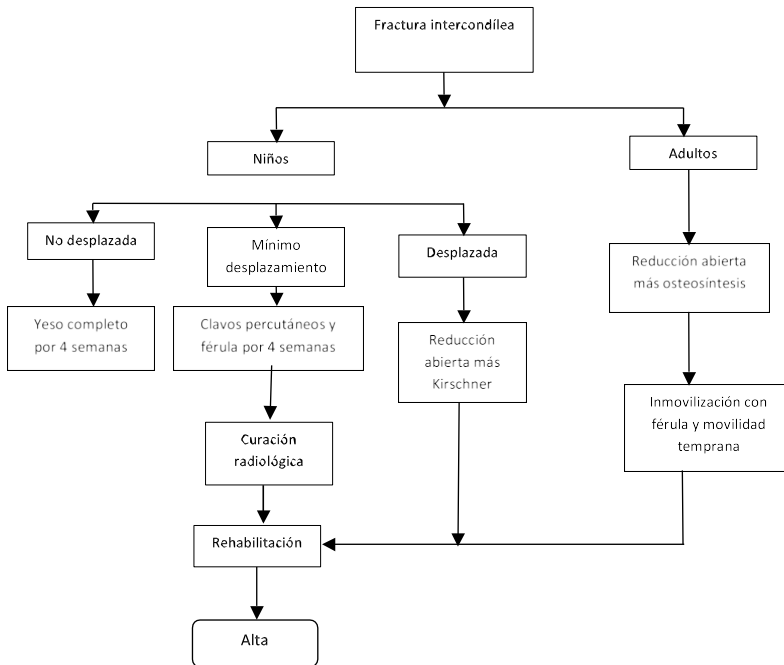 Fractura intercondílea
Niños
Adultos
No desplazada
Mínimo
desplazamiento
Desplazada
Reducción abierta
más osteosíntesis
Yeso completo
por 4 semanas
Clavos percutáneos y
férula por 4 semanas
Reducción
abierta más
Kirschner
Inmovilización con
férula y movilidad
temprana
Curación
radiológica
Rehabilitación
Alta